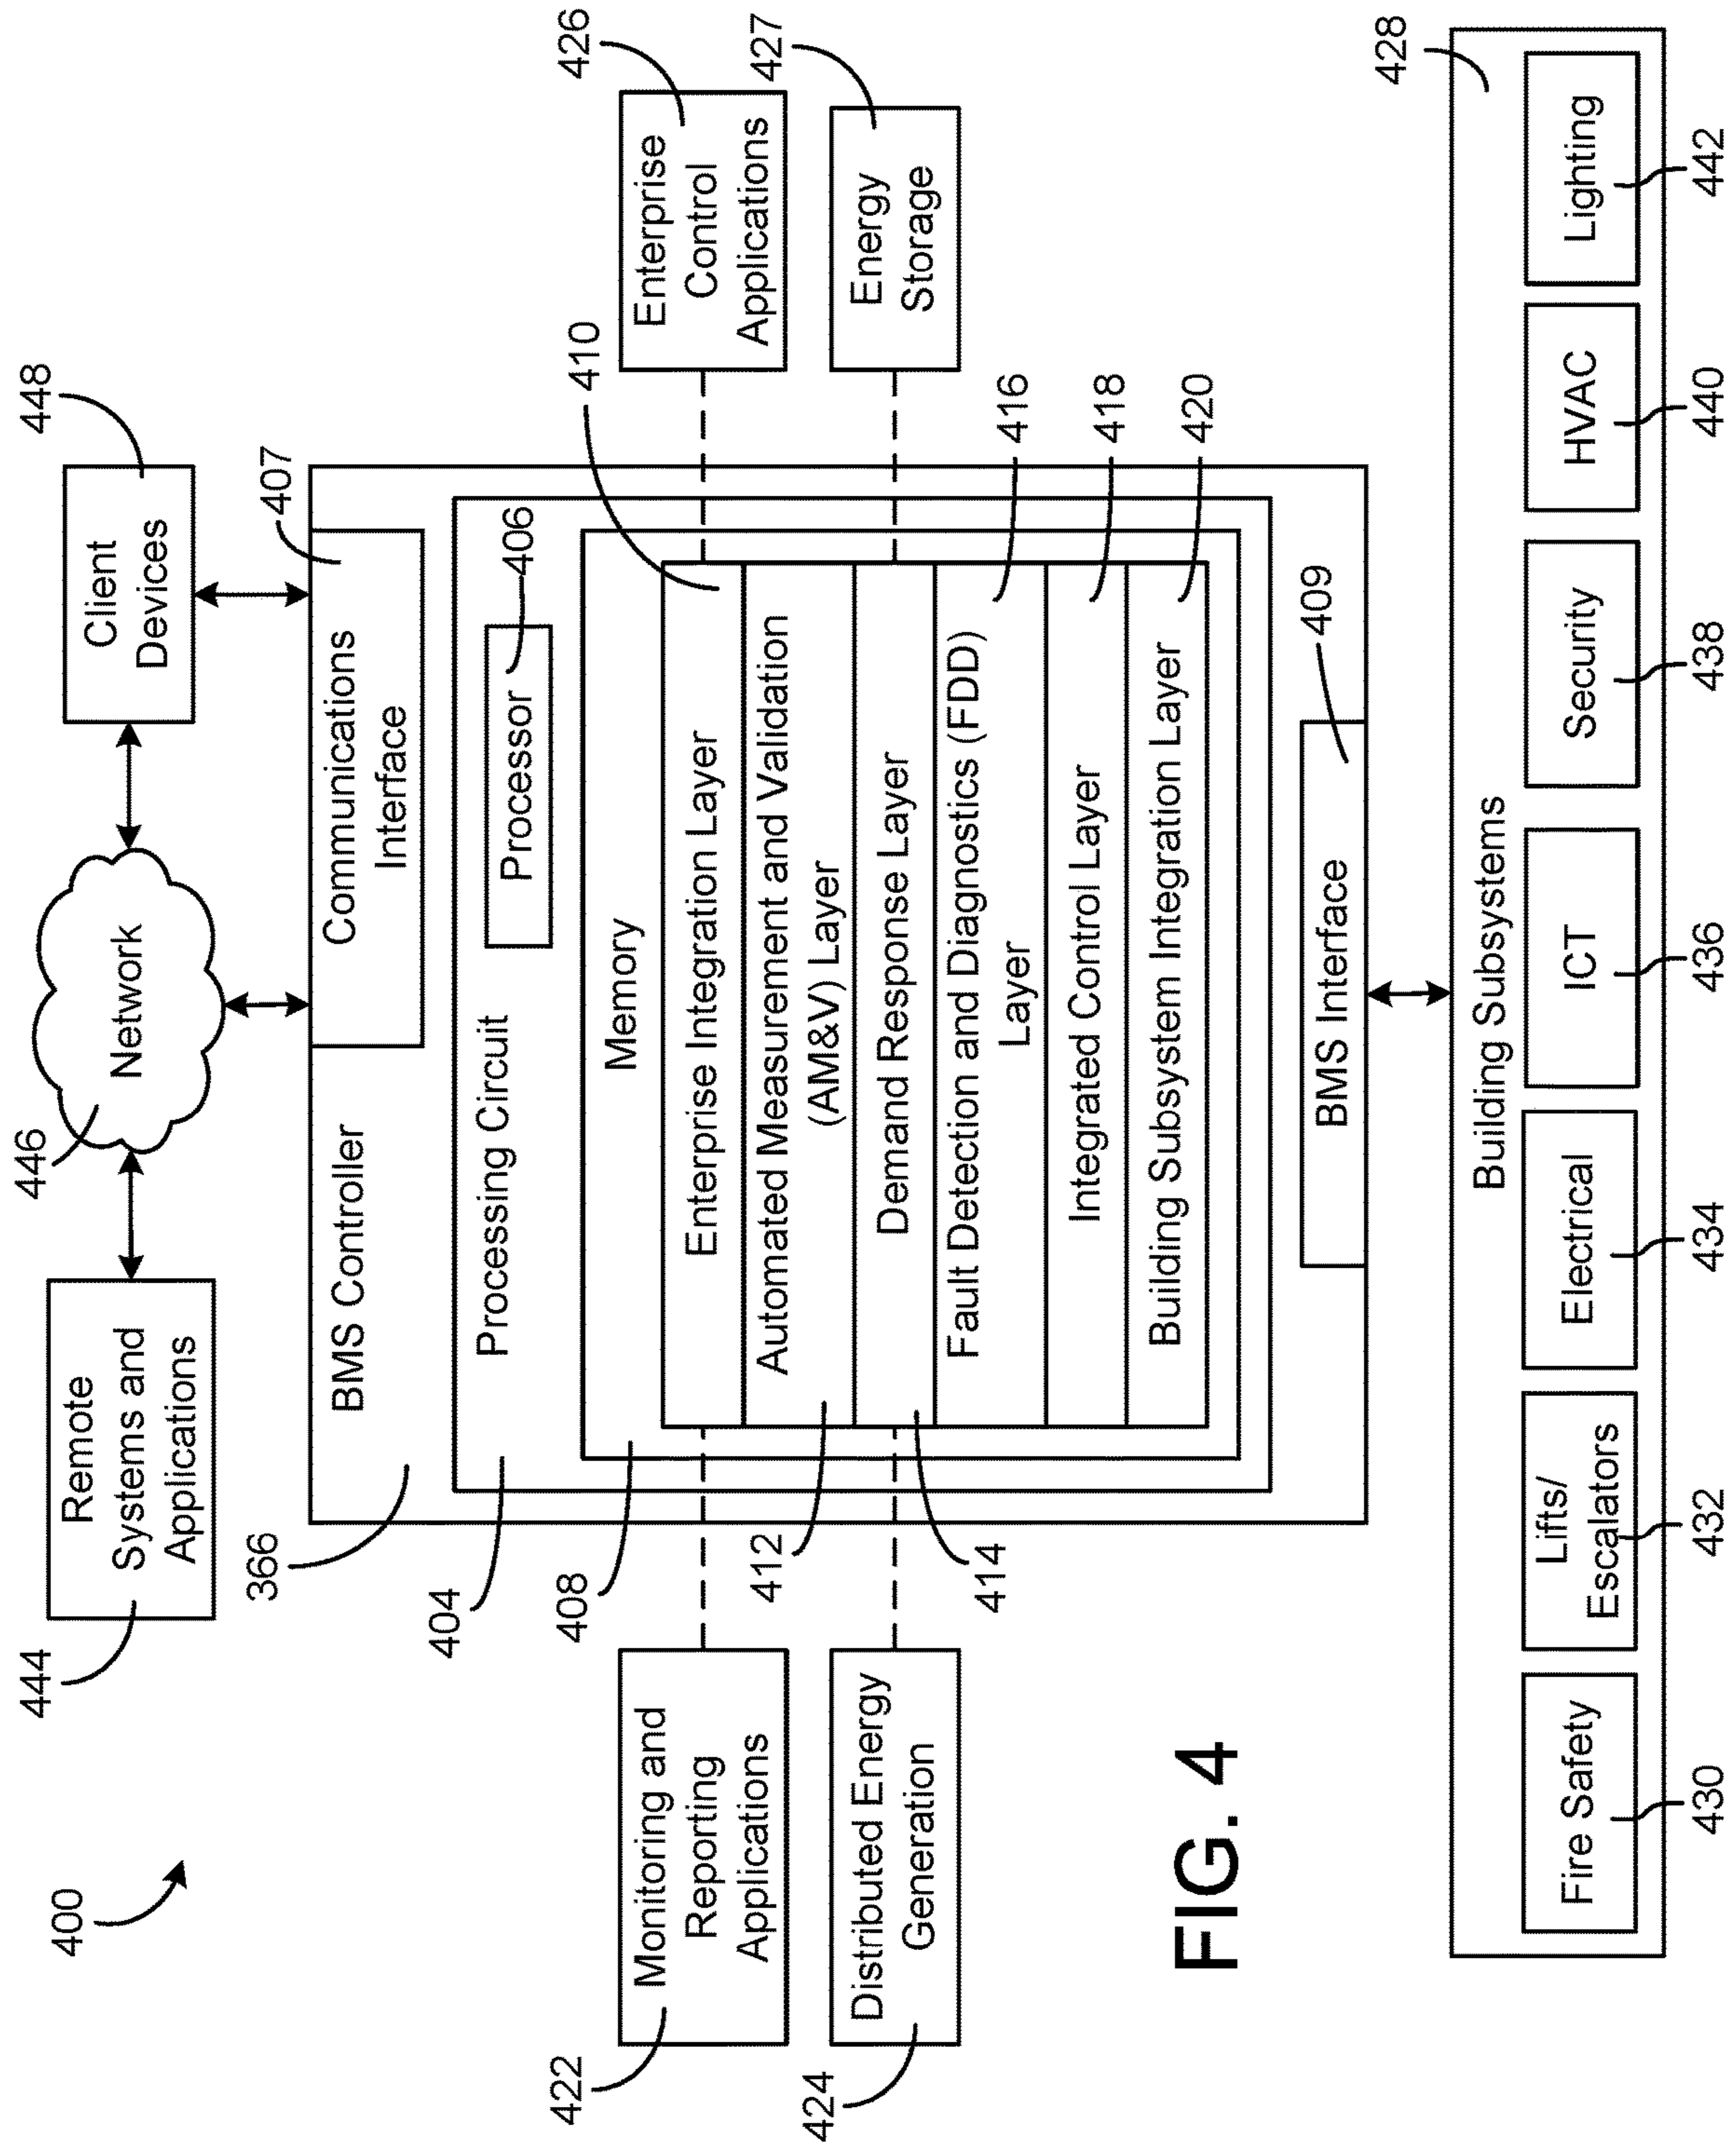 400
444
Remote
Systems and
Applications
446
Network
448
Client
Devices
366
BMS Controller
407
Communications
Interface
404
Processing Circuit
Processor
406
408
Memory
410
Enterprise Integration Layer
Automated Measurement and Validation
(AM&V) Layer
412
Demand Response Layer
414
Fault Detection and Diagnostics (FDD)
Layer
416
Integrated Control Layer
418
Building Subsystem Integration Layer
420
422
Monitoring and
Reporting
Applications
424
Distributed Energy
Generation
426
Enterprise
Control
Applications
427
Energy
Storage
BMS Interface
409
FIG. 4
428
Building Subsystems
Fire Safety
Lifts/
Escalators
Electrical
ICT
Security
HVAC
Lighting
430
432
434
436
438
440
442